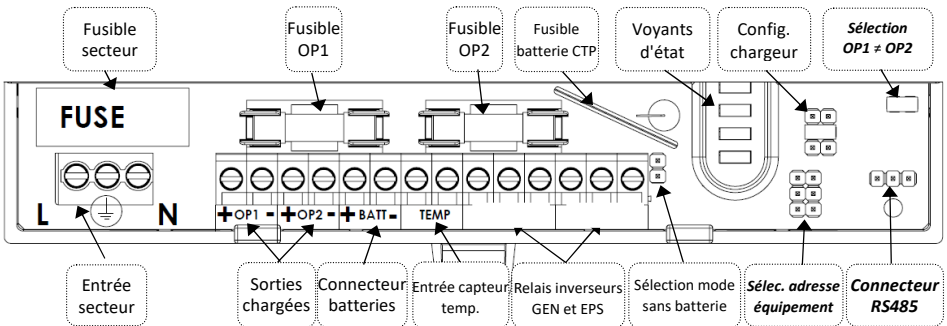 Fusible
secteur
Fusible
OP1
Fusible
OP2
Fusible
batterie CTP
Voyants
d'état
Config.
chargeur
Sélection
OP1 ≠ OP2
FUSE
L
N
+ OP1 -
+ OP2 -
+ BATT -
TEMP
Entrée
secteur
Sorties
chargées
Connecteur
batteries
Entrée capteur
temp.
Relais inverseurs
GEN et EPS
Sélection mode
sans batterie
Sélec. adresse
équipement
Connecteur
RS485